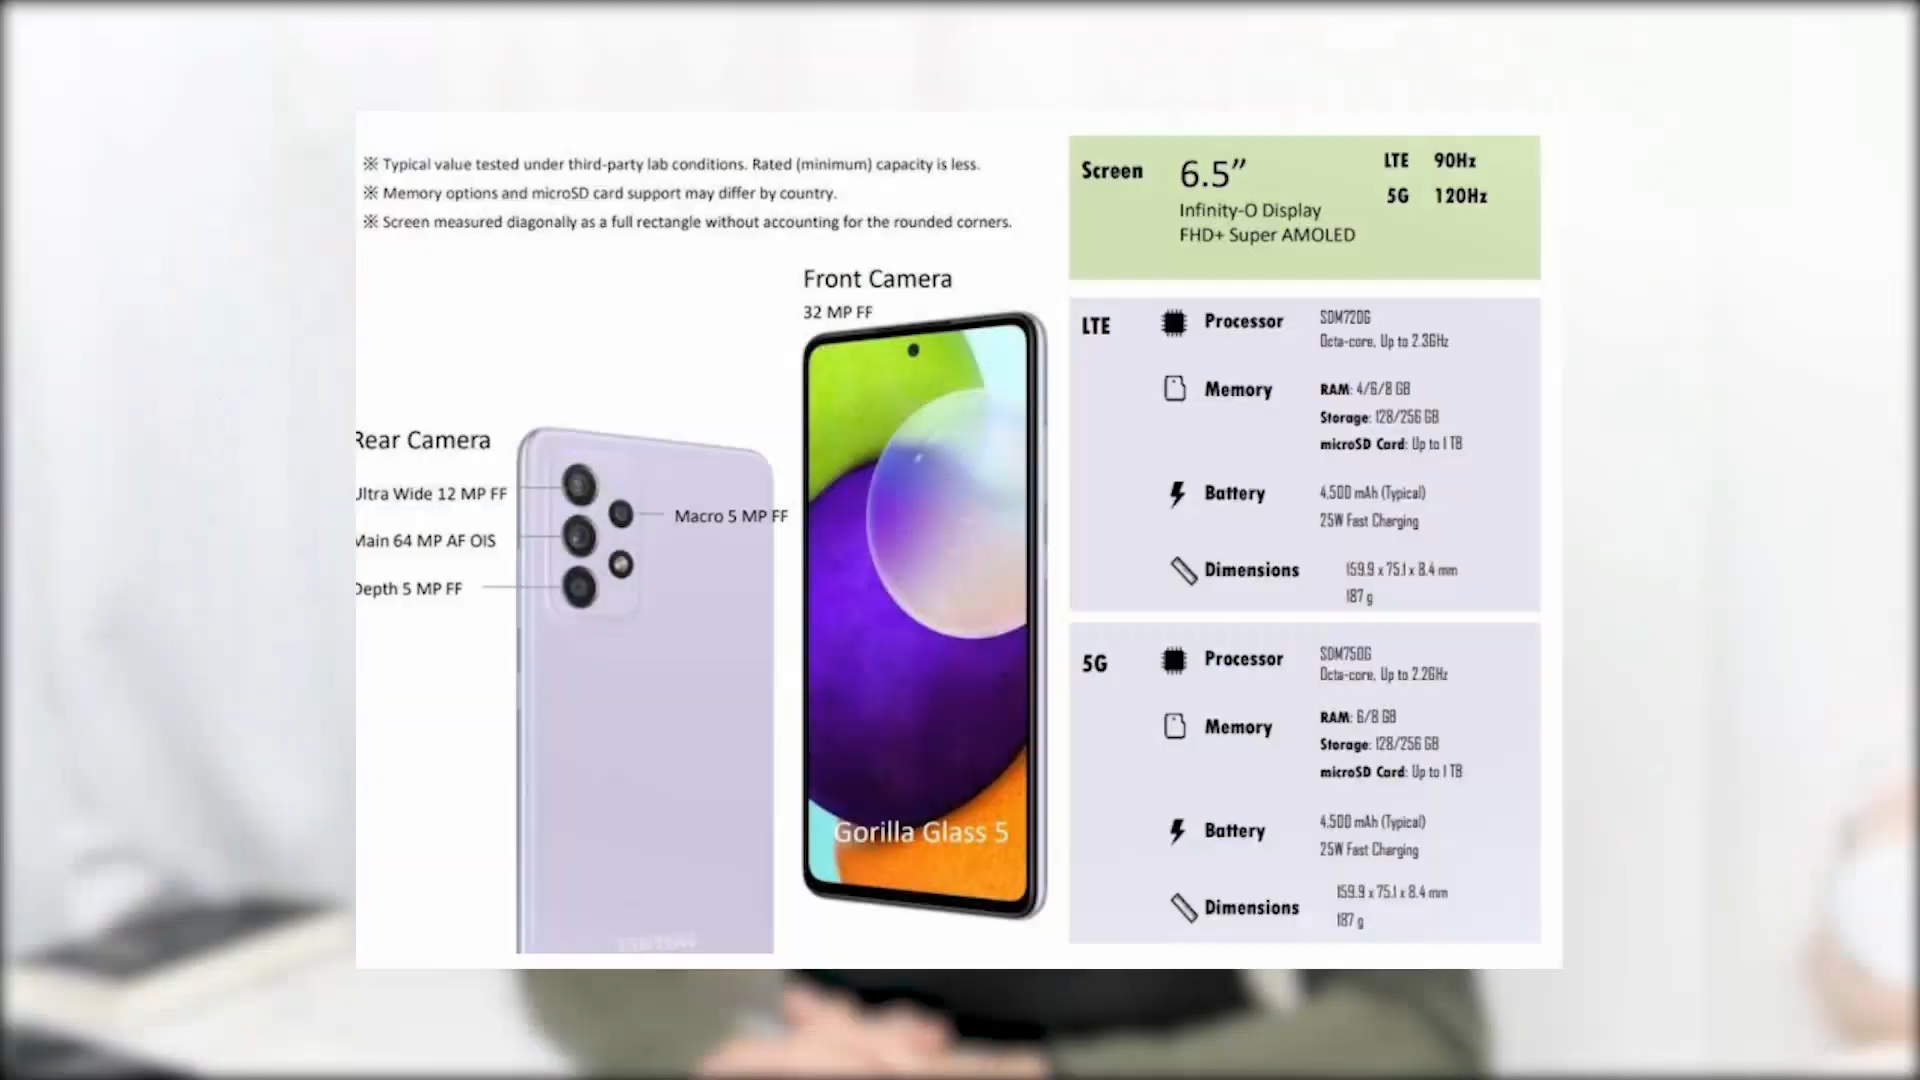 ※ Typical value tested under third-party lab conditions. Rated (minimum) capacity is less.
※ Memory options and microSD card support may differ by country.
※ Screen measured diagonally as a full rectangle without accounting for the rounded corners.
Front Camera
32 MP FF
Rear Camera
Ultra Wide 12 MP FF
Macro 5 MP FF
Main 64 MP AF OIS
Depth 5 MP FF
Gorilla Glass 5
SAMSUNG
Screen
6.5”
LTE 90Hz
5G 120Hz
Infinity-O Display
FHD+ Super AMOLED
LTE
Processor
SDM720G
Octa-core, Up to 2.3GHz
Memory
RAM: 4/6/8 GB
Storage: 128/256 GB
microSD Card: Up to 1 TB
Battery
4,500 mAh (Typical)
25W Fast Charging
Dimensions
159.9 x 75.1 x 8.4 mm
187 g
5G
Processor
SDM750G
Octa-core, Up to 2.2GHz
Memory
RAM: 6/8 GB
Storage: 128/256 GB
microSD Card: Up to 1 TB
Battery
4,500 mAh (Typical)
25W Fast Charging
Dimensions
159.9 x 75.1 x 8.4 mm
187 g